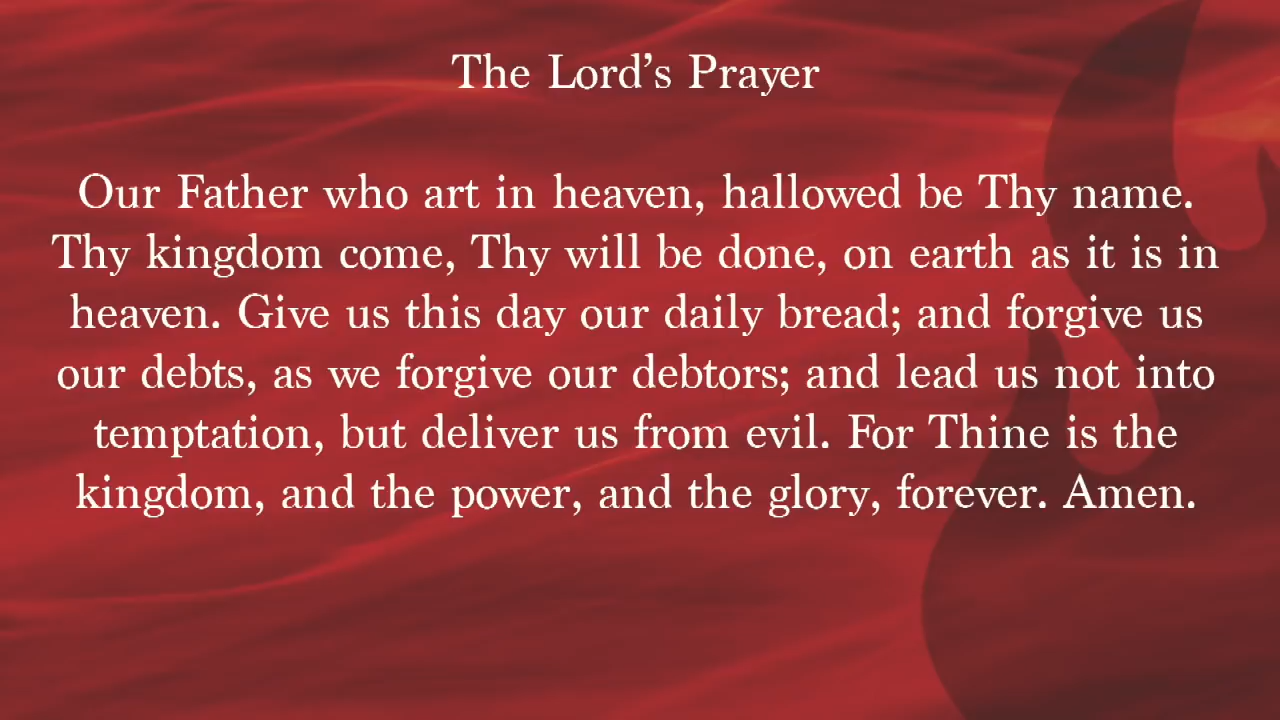 The Lord’s Prayer
Our Father who art in heaven, hallowed be Thy name.
Thy kingdom come, Thy will be done, on earth as it is in
heaven. Give us this day our daily bread; and forgive us
our debts, as we forgive our debtors; and lead us not into
temptation, but deliver us from evil. For Thine is the
kingdom, and the power, and the glory, forever. Amen.